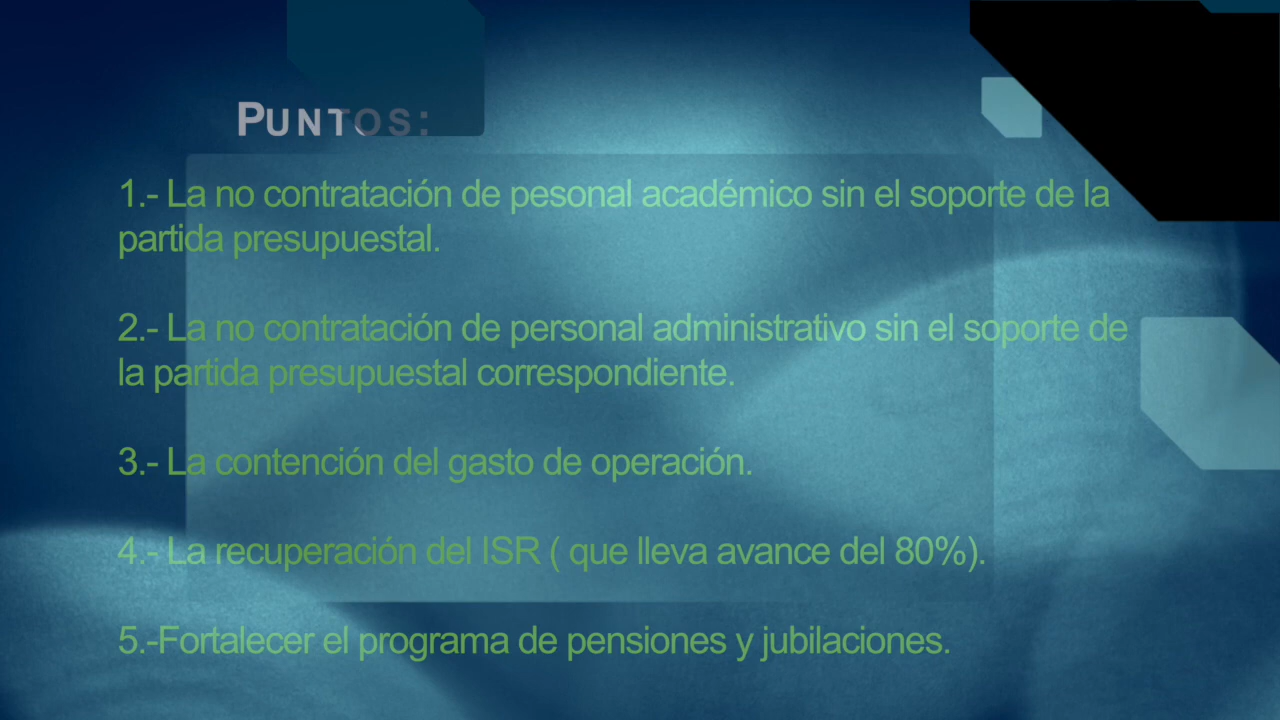 PUNTOS:
1.- La no contratación de pesonal académico sin el soporte de la
partida presupuestal.
2.- La no contratación de personal administrativo sin el soporte de
la partida presupuestal correspondiente.
3.- La contención del gasto de operación.
4.- La recuperación del ISR ( que lleva avance del 80%).
5.-Fortalecer el programa de pensiones y jubilaciones.